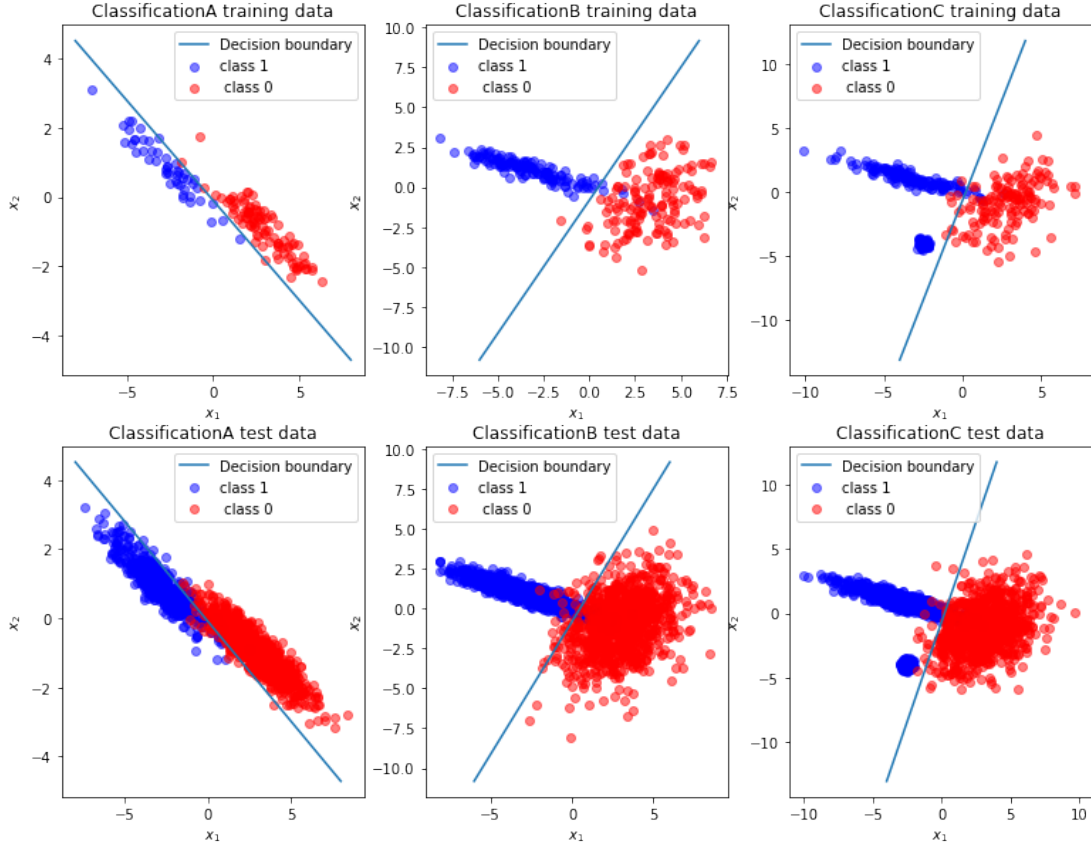 ClassificationA training data
4
2
0
−2
−4
−5
0
5
x₁
x₂
Decision boundary
class 1
class 0
ClassificationB training data
10.0
7.5
5.0
2.5
0.0
−2.5
−5.0
−7.5
−10.0
−7.5
−5.0
−2.5
0.0
2.5
5.0
7.5
x₁
x₂
Decision boundary
class 1
class 0
ClassificationC training data
10
5
0
−5
−10
−10
−5
0
5
x₁
x₂
Decision boundary
class 1
class 0
ClassificationA test data
4
2
0
−2
−4
−5
0
5
x₁
x₂
Decision boundary
class 1
class 0
ClassificationB test data
10.0
7.5
5.0
2.5
0.0
−2.5
−5.0
−7.5
−10.0
−5
0
5
x₁
x₂
Decision boundary
class 1
class 0
ClassificationC test data
10
5
0
−5
−10
−10
−5
0
5
10
x₁
x₂
Decision boundary
class 1
class 0